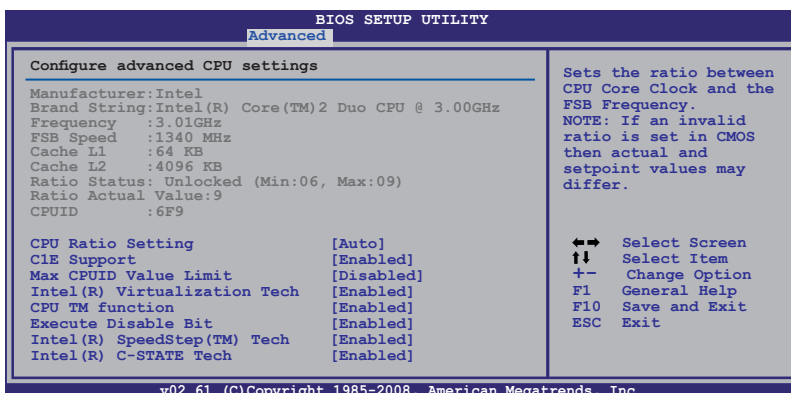 BIOS SETUP UTILITY
Advanced
Configure advanced CPU settings
Manufacturer:Intel
Brand String:Intel(R) Core(TM)2 Duo CPU @ 3.00GHz
Frequency :3.01GHz
FSB Speed :1340 MHz
Cache L1 :64 KB
Cache L2 :4096 KB
Ratio Status: Unlocked (Min:06, Max:09)
Ratio Actual Value:9
CPUID :6F9
CPU Ratio Setting [Auto]
C1E Support [Enabled]
Max CPUID Value Limit [Disabled]
Intel(R) Virtualization Tech [Enabled]
CPU TM function [Enabled]
Execute Disable Bit [Enabled]
Intel(R) SpeedStep(TM) Tech [Enabled]
Intel(R) C-STATE Tech [Enabled]
Sets the ratio between
CPU Core Clock and the
FSB Frequency.
NOTE: If an invalid
ratio is set in CMOS
then actual and
setpoint values may
differ.
←→ Select Screen
↑↓ Select Item
+- Change Option
F1 General Help
F10 Save and Exit
ESC Exit
v02.61 (C)Copyright 1985-2008, American Megatrends, Inc.